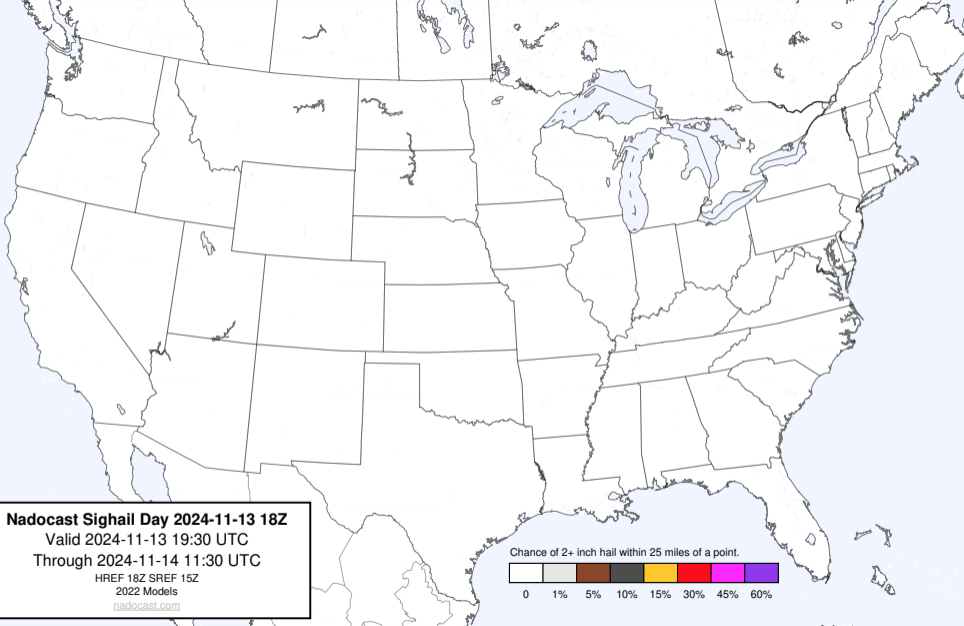 Nadocast Sighail Day 2024-11-13 18Z
Valid 2024-11-13 19:30 UTC
Through 2024-11-14 11:30 UTC
HREF 18Z SREF 15Z
2022 Models
nadocast.com
Chance of 2+ inch hail within 25 miles of a point.
0 1% 5% 10% 15% 30% 45% 60%